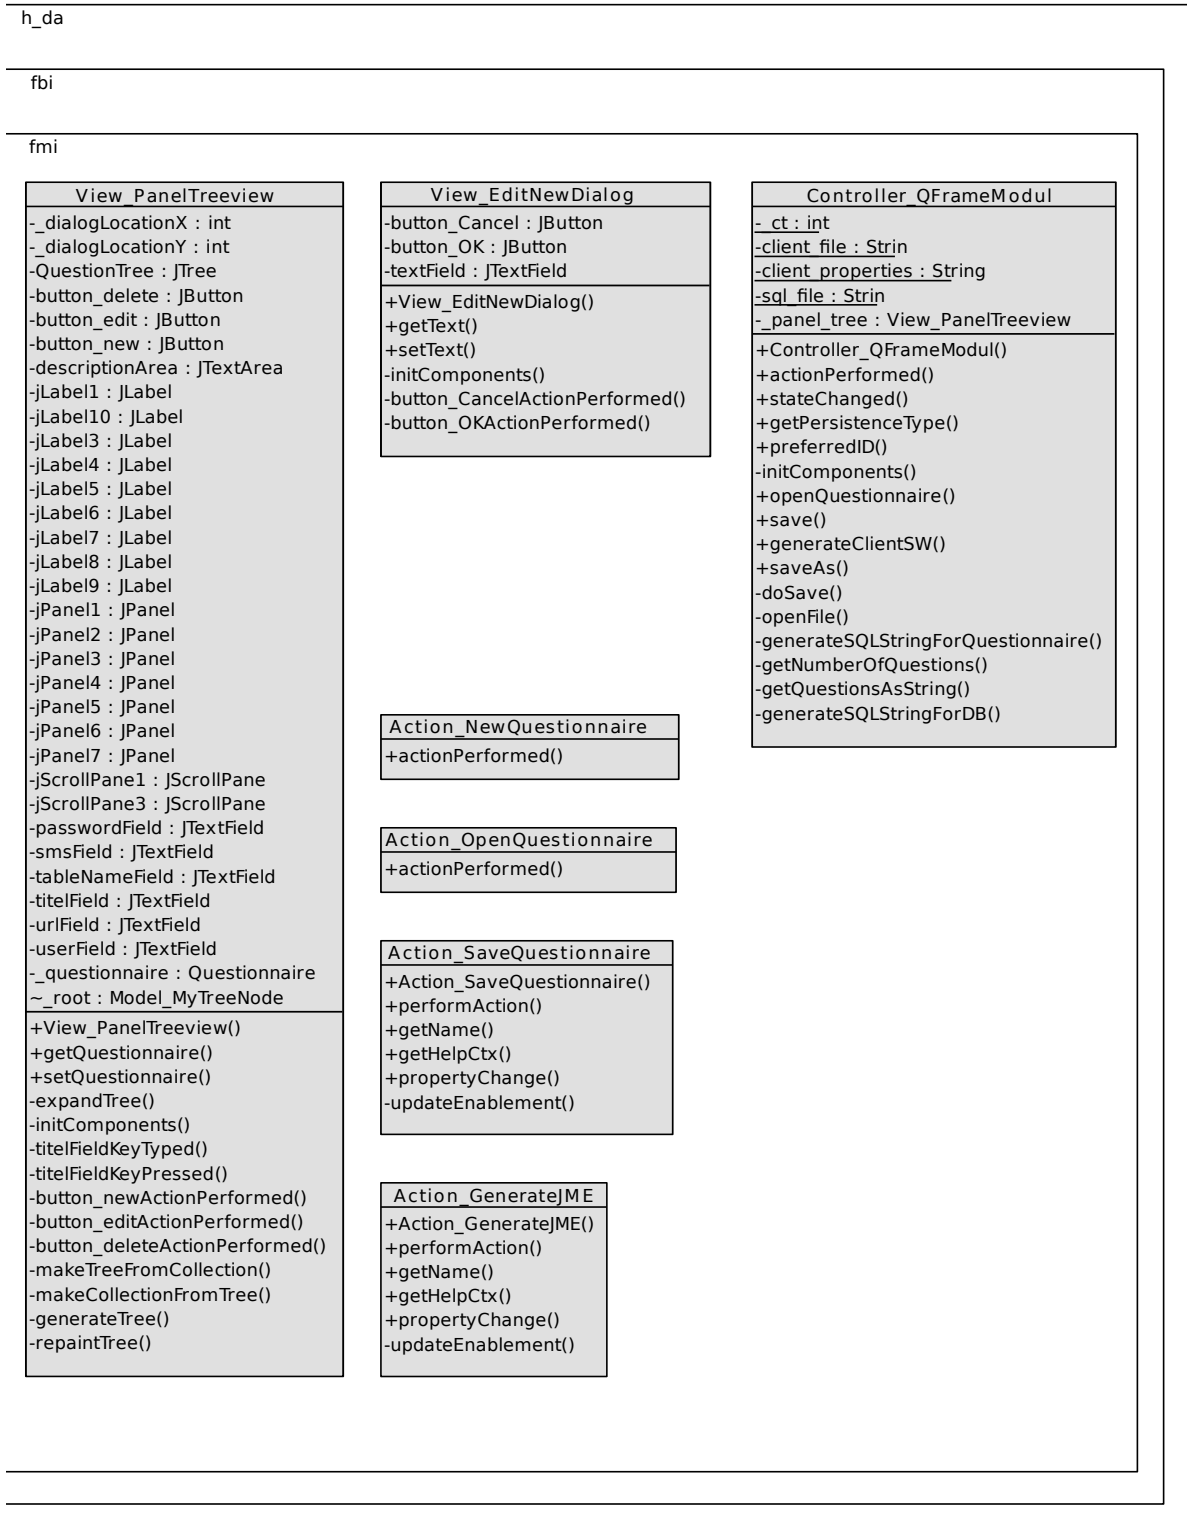 h_da
fbi
fmi
View_PanelTreeview
-_dialogLocationX : int
-_dialogLocationY : int
-QuestionTree : JTree
-button_delete : JButton
-button_edit : JButton
-button_new : JButton
-descriptionArea : JTextArea
-jLabel1 : JLabel
-jLabel10 : JLabel
-jLabel3 : JLabel
-jLabel4 : JLabel
-jLabel5 : JLabel
-jLabel6 : JLabel
-jLabel7 : JLabel
-jLabel8 : JLabel
-jLabel9 : JLabel
-jPanel1 : JPanel
-jPanel2 : JPanel
-jPanel3 : JPanel
-jPanel4 : JPanel
-jPanel5 : JPanel
-jPanel6 : JPanel
-jPanel7 : JPanel
-jScrollPane1 : JScrollPane
-jScrollPane3 : JScrollPane
-passwordField : JTextField
-smsField : JTextField
-tableNameField : JTextField
-titelField : JTextField
-urlField : JTextField
-userField : JTextField
-_questionnaire : Questionnaire
~_root : Model_MyTreeNode
+View_PanelTreeview()
+getQuestionnaire()
+setQuestionnaire()
-expandTree()
-initComponents()
-titelFieldKeyTyped()
-titelFieldKeyPressed()
-button_newActionPerformed()
-button_editActionPerformed()
-button_deleteActionPerformed()
-makeTreeFromCollection()
-makeCollectionFromTree()
-generateTree()
-repaintTree()
View_EditNewDialog
-button_Cancel : JButton
-button_OK : JButton
-textField : JTextField
+View_EditNewDialog()
+getText()
+setText()
-initComponents()
-button_CancelActionPerformed()
-button_OKActionPerformed()
Action_NewQuestionnaire
+actionPerformed()
Action_OpenQuestionnaire
+actionPerformed()
Action_SaveQuestionnaire
+Action_SaveQuestionnaire()
+performAction()
+getName()
+getHelpCtx()
+propertyChange()
-updateEnablement()
Action_GenerateJME
+Action_GenerateJME()
+performAction()
+getName()
+getHelpCtx()
+propertyChange()
-updateEnablement()
Controller_QFrameModul
-_ct : int
-client_file : Strin
-client_properties : String
-sql_file : Strin
-_panel_tree : View_PanelTreeview
+Controller_QFrameModul()
+actionPerformed()
+stateChanged()
+getPersistenceType()
+preferredID()
-initComponents()
+openQuestionnaire()
+save()
+generateClientSW()
+saveAs()
-doSave()
-openFile()
-generateSQLStringForQuestionnaire()
-getNumberOfQuestions()
-getQuestionsAsString()
-generateSQLStringForDB()